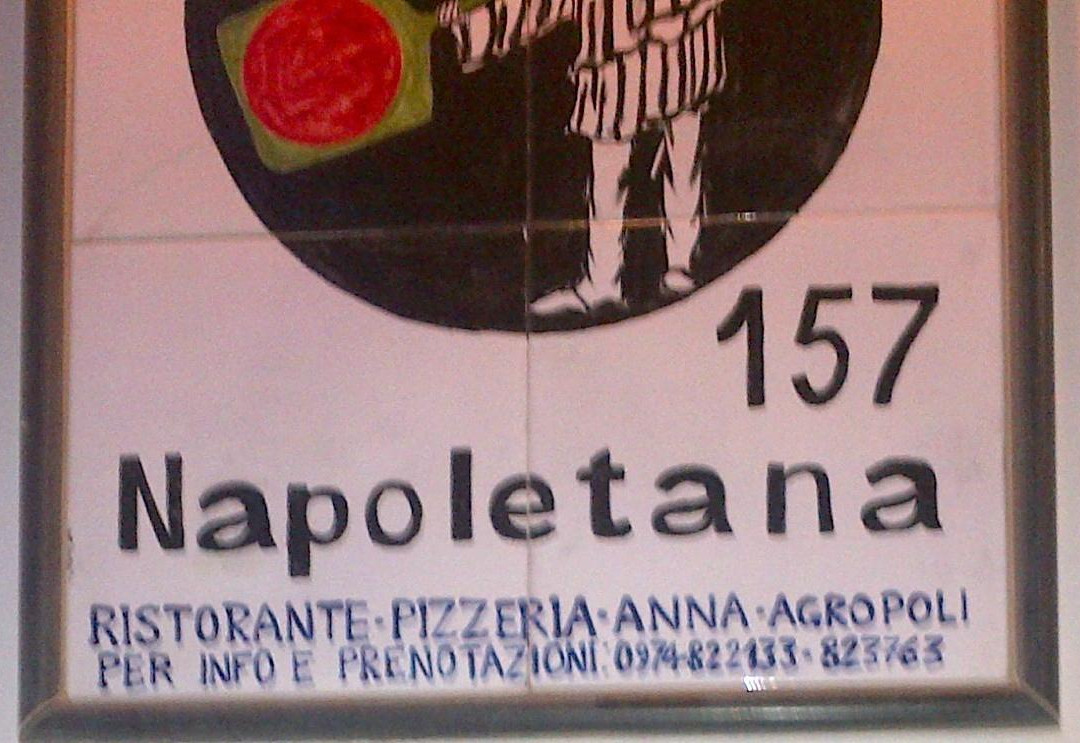 157
Napoletana
RISTORANTE·PIZZERIA·ANNA·AGROPOLI
PER INFO E PRENOTAZIONI: 0974-822133 - 823763